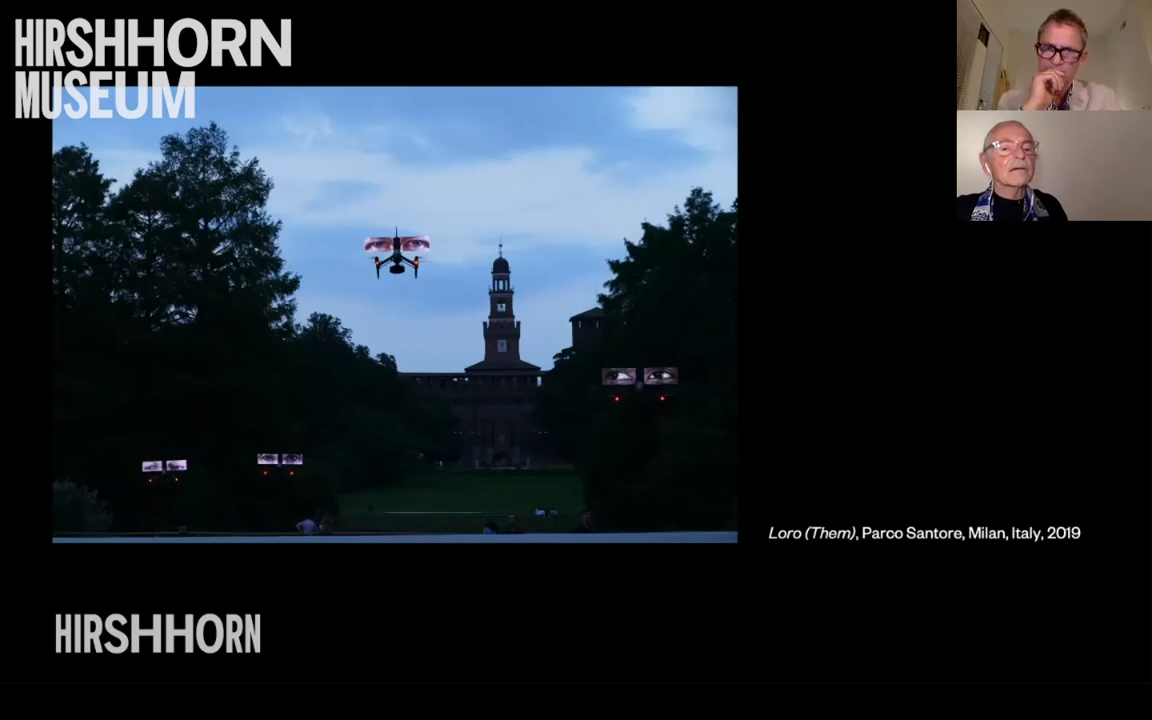 HIRSHHORN
MUSEUM
Loro (Them), Parco Santore, Milan, Italy, 2019
HIRSHHORN